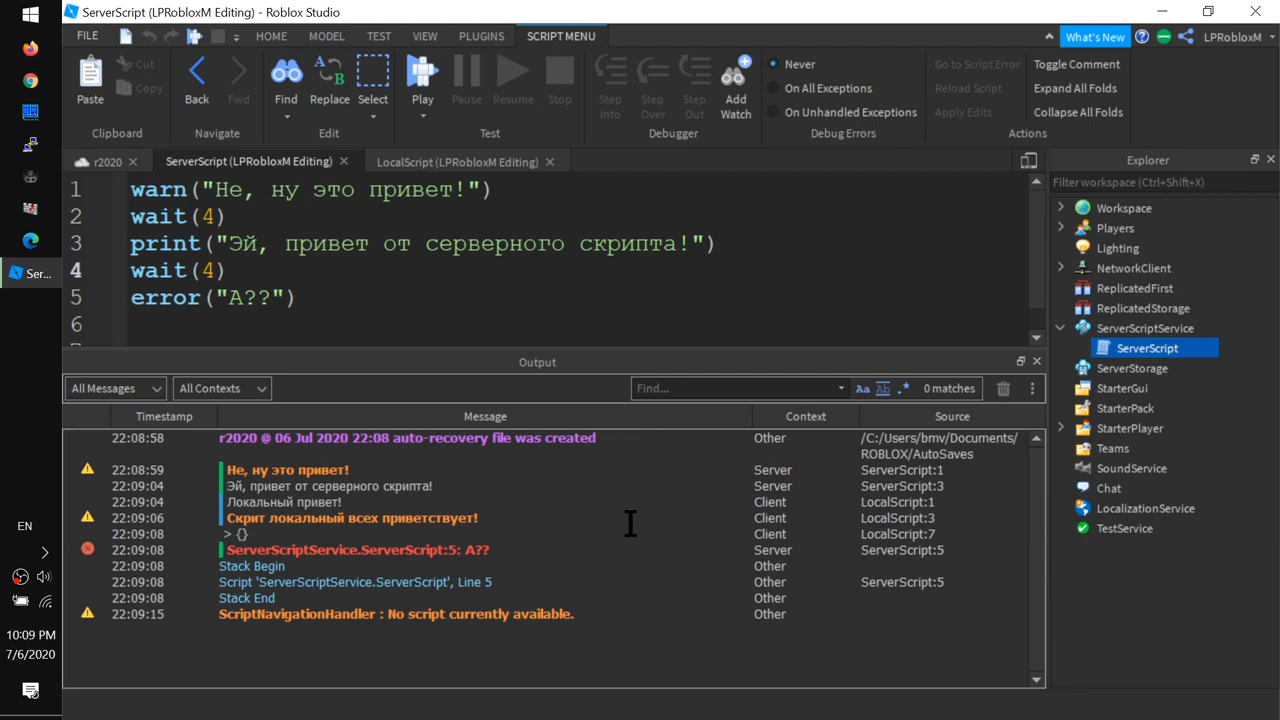 ServerScript (LPRobloxM Editing) - Roblox Studio
FILE HOME MODEL TEST VIEW PLUGINS SCRIPT MENU What's New LPRobloxM
Paste
Cut
Copy
Clipboard
Back
Fwd
Navigate
Find
Replace
Select
Edit
Play
Pause
Resume
Stop
Test
Step Into
Step Over
Step Out
Add Watch
Debugger
Never
On All Exceptions
On Unhandled Exceptions
Debug Errors
Go to Script Error
Reload Script
Apply Edits
Toggle Comment
Expand All Folds
Collapse All Folds
Actions
r2020
ServerScript (LPRobloxM Editing)
LocalScript (LPRobloxM Editing)
1 warn("Не, ну это привет!")
2 wait(4)
3 print("Эй, привет от серверного скрипта!")
4 wait(4)
5 error("А??")
6
Output
All Messages All Contexts Find... Aa Ab .* 0 matches
Timestamp Message Context Source
22:08:58 r2020 @ 06 Jul 2020 22:08 auto-recovery file was created Other /C:/Users/bmv/Documents/
ROBLOX/AutoSaves
22:08:59 Не, ну это привет! Server ServerScript:1
22:09:04 Эй, привет от серверного скрипта! Server ServerScript:3
22:09:04 Локальный привет! Client LocalScript:1
22:09:06 Скрит локальный всех приветствует! Client LocalScript:3
22:09:08 > {} Client LocalScript:7
22:09:08 ServerScriptService.ServerScript:5: А?? Server ServerScript:5
22:09:08 Stack Begin Other
22:09:08 Script 'ServerScriptService.ServerScript', Line 5 Other ServerScript:5
22:09:08 Stack End Other
22:09:15 ScriptNavigationHandler : No script currently available. Other
Explorer
Filter workspace (Ctrl+Shift+X)
Workspace
Players
Lighting
NetworkClient
ReplicatedFirst
ReplicatedStorage
ServerScriptService
ServerScript
ServerStorage
StarterGui
StarterPack
StarterPlayer
Teams
SoundService
Chat
LocalizationService
TestService
Ser...
EN
10:09 PM
7/6/2020